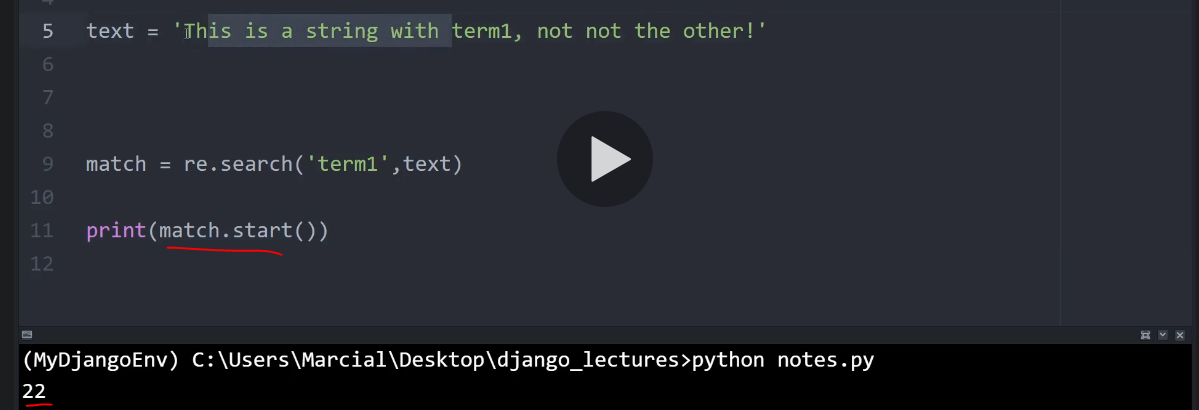 5 text = 'This is a string with term1, not not the other!'
6
7
8
9 match = re.search('term1',text)
10
11 print(match.start())
12
(MyDjangoEnv) C:\Users\Marcial\Desktop\django_lectures>python notes.py
22